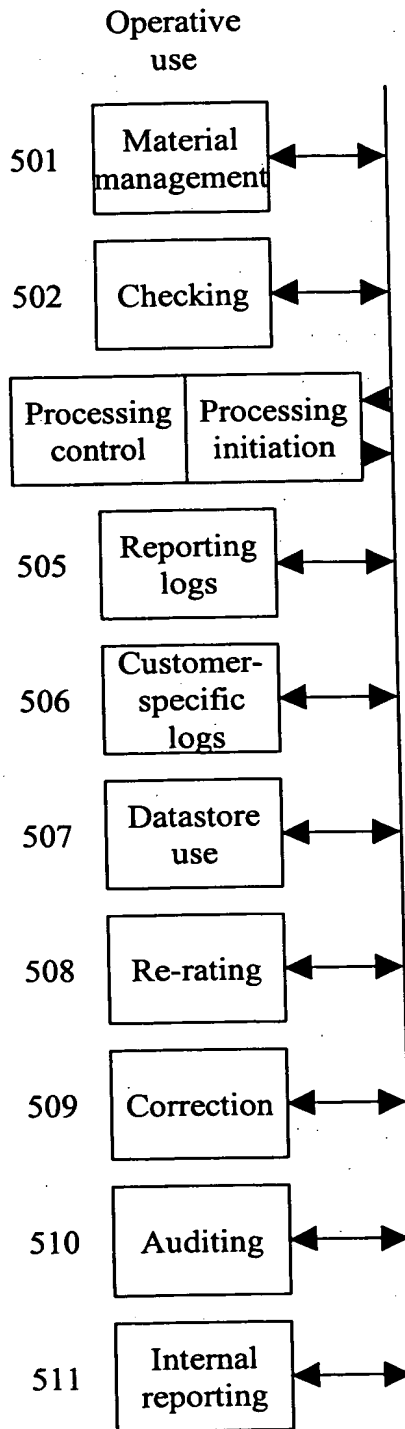 Operative
use
501
Material
management
502
Checking
Processing
control
Processing
initiation
505
Reporting
logs
506
Customer-
specific
logs
507
Datastore
use
508
Re-rating
509
Correction
510
Auditing
511
Internal
reporting